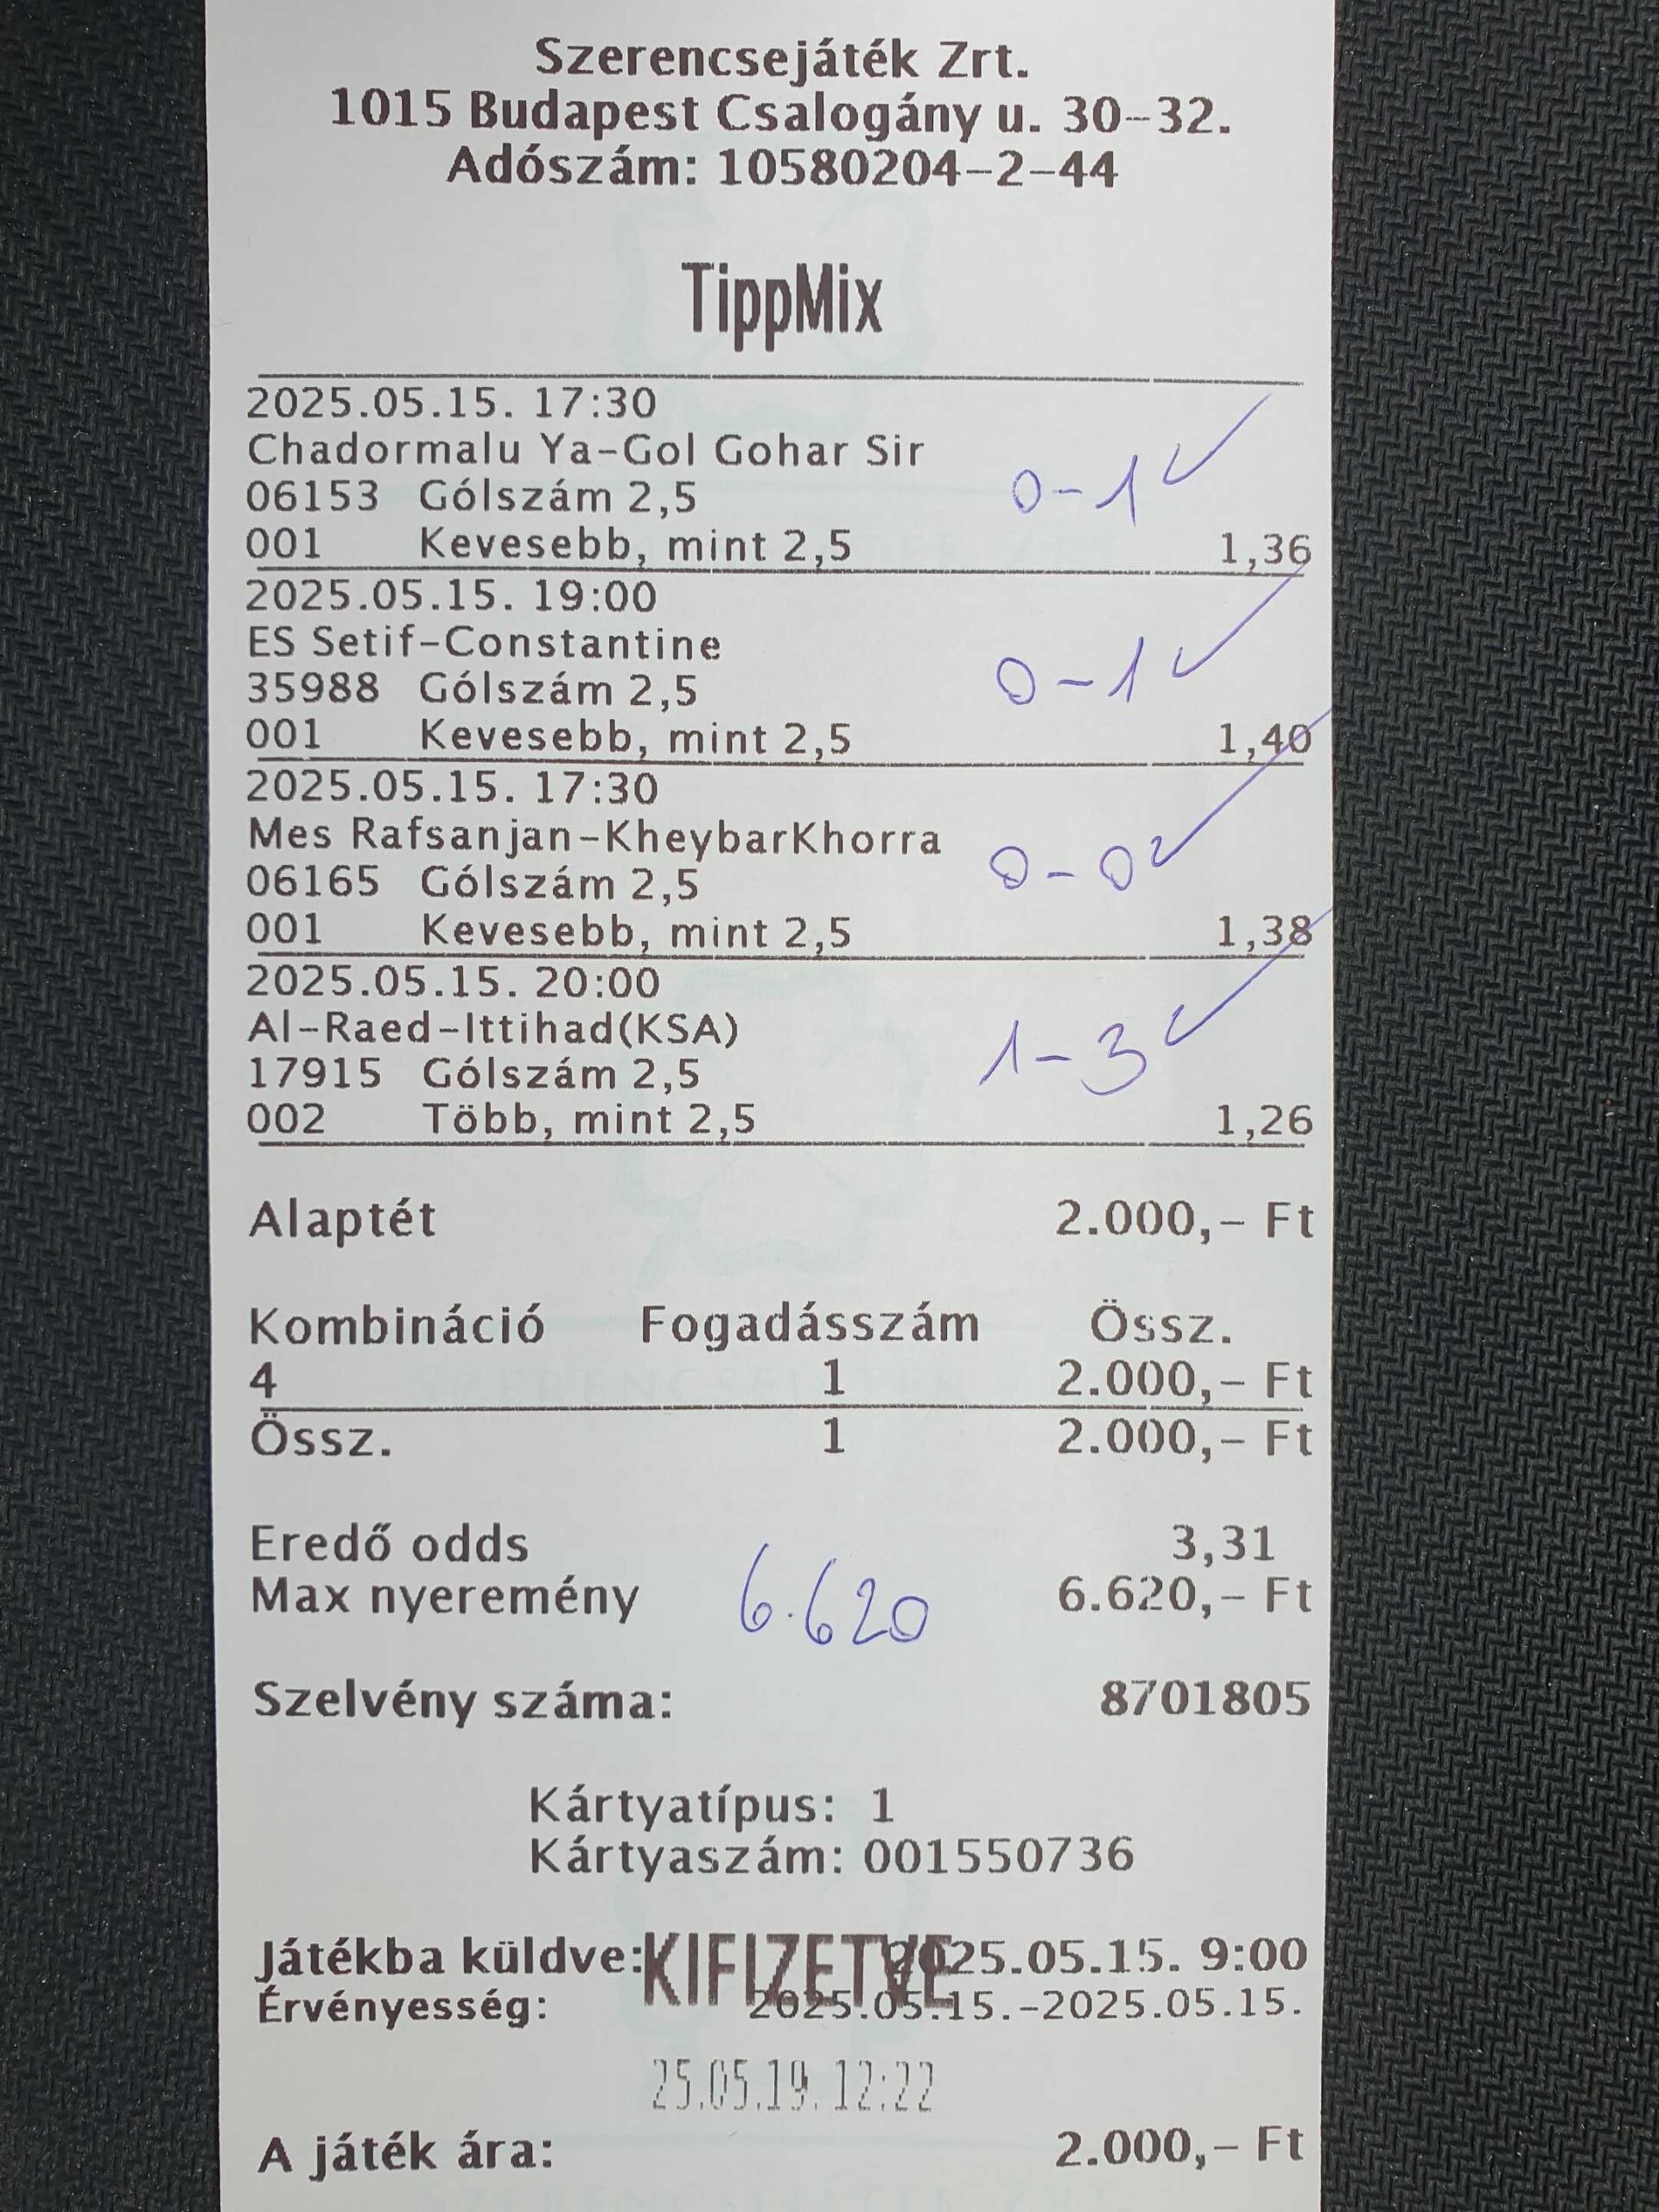 Szerencsejáték Zrt.
1015 Budapest Csalogány u. 30-32.
Adószám: 10580204-2-44
TippMix
2025.05.15. 17:30
Chadormalu Ya-Gol Gohar Sir
06153 Gólszám 2,5
0-1
001 Kevesebb, mint 2,5 1,36
2025.05.15. 19:00
ES Setif-Constantine
35988 Gólszám 2,5
0-1
001 Kevesebb, mint 2,5 1,40
2025.05.15. 17:30
Mes Rafsanjan-KheybarKhorra
06165 Gólszám 2,5
0-0
001 Kevesebb, mint 2,5 1,38
2025.05.15. 20:00
Al-Raed-Ittihad(KSA)
17915 Gólszám 2,5
1-3
002 Több, mint 2,5 1,26
Alaptét 2.000,- Ft
Kombináció Fogadásszám Össz.
4 1 2.000,- Ft
Össz. 1 2.000,- Ft
Eredő odds 3,31
Max nyeremény 6.620 6.620,- Ft
Szelvény száma: 8701805
Kártyatípus: 1
Kártyaszám: 001550736
Játékba küldve: 2025.05.15. 9:00
KIFIZETVE
Érvényesség: 2025.05.15.-2025.05.15.
25.05.19. 12:22
A játék ára: 2.000,- Ft